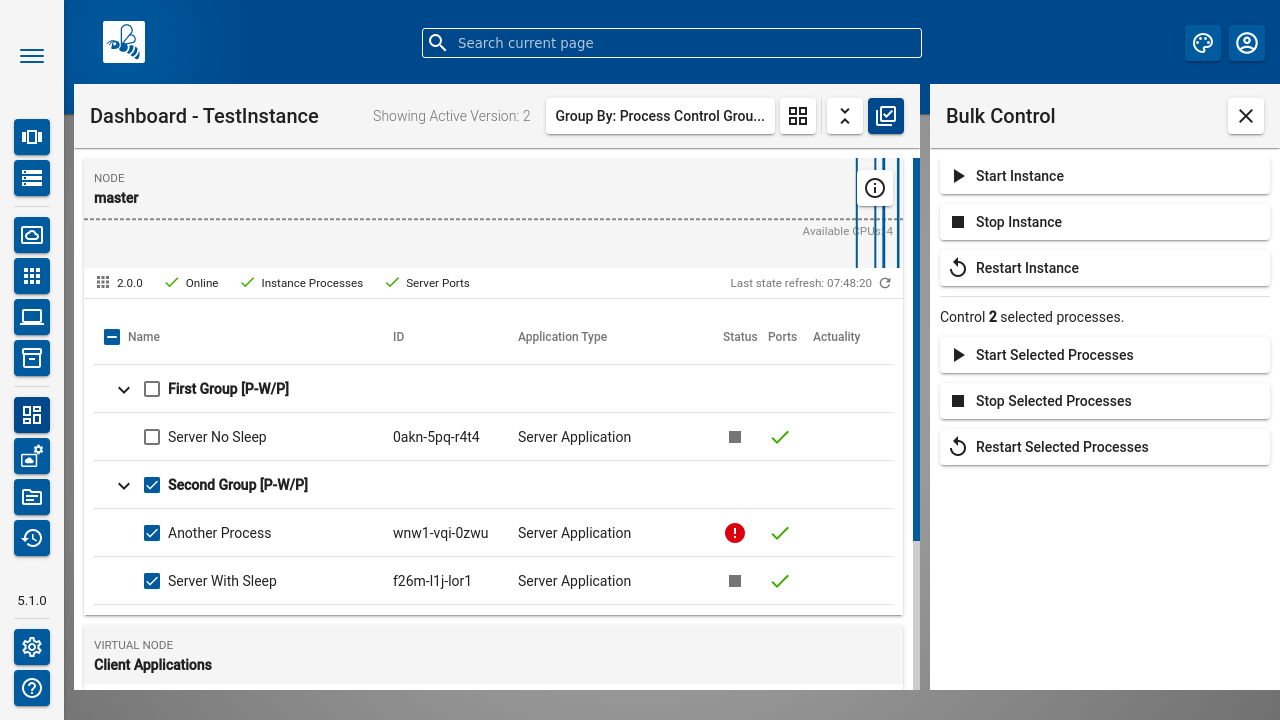 Search current page
Dashboard - TestInstance
Showing Active Version: 2
Group By: Process Control Grou...
Bulk Control
NODE
master
Available CPUs: 4
2.0.0
Online
Instance Processes
Server Ports
Last state refresh: 07:48:20
Name ID Application Type Status Ports Actuality
First Group [P-W/P]
Server No Sleep 0akn-5pq-r4t4 Server Application
Second Group [P-W/P]
Another Process wnw1-vqi-0zwu Server Application
Server With Sleep f26m-l1j-lor1 Server Application
VIRTUAL NODE
Client Applications
Start Instance
Stop Instance
Restart Instance
Control 2 selected processes.
Start Selected Processes
Stop Selected Processes
Restart Selected Processes
5.1.0